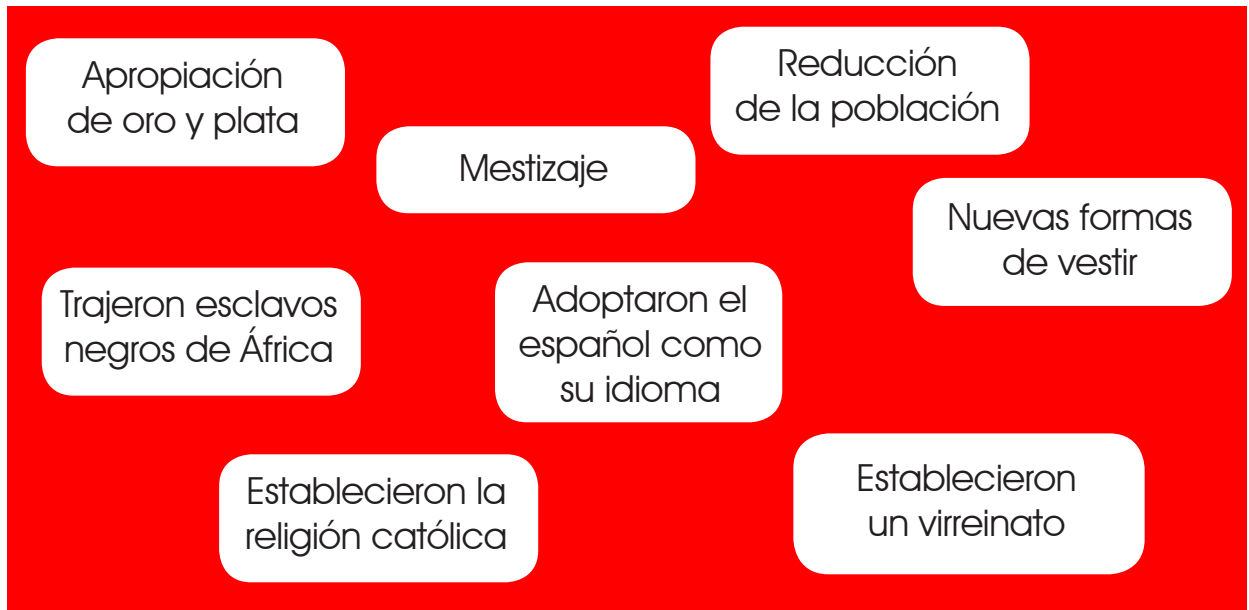 Apropiación
de oro y plata
Reducción
de la población
Mestizaje
Nuevas formas
de vestir
Trajeron esclavos
negros de África
Adoptaron el
español como
su idioma
Establecieron la
religión católica
Establecieron
un virreinato